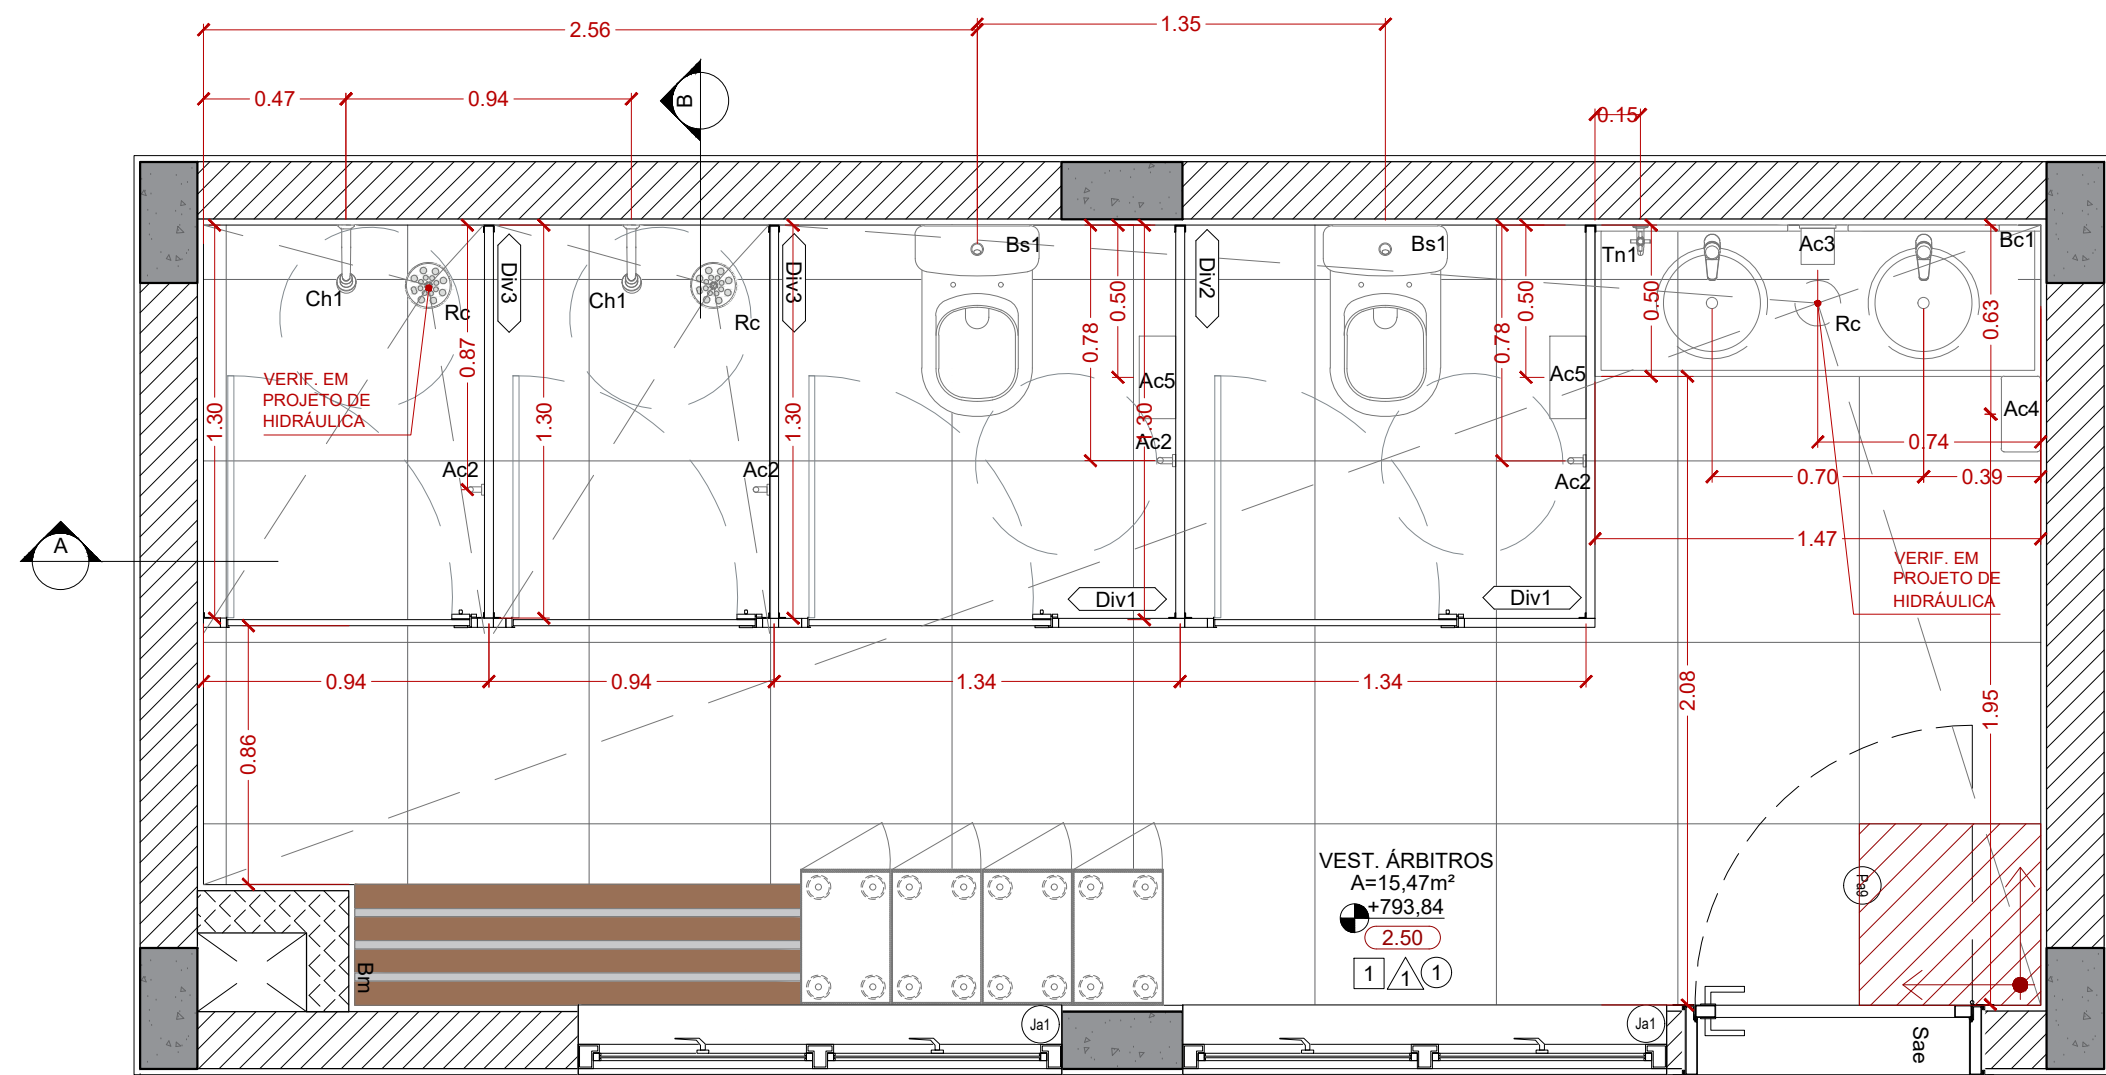 2.56
1.35
0.47
0.94
B
0.15
Bs1
Bs1
Tn1
Ac3
Bc1
Div3
Div3
Div2
Ch1
Rc
Ch1
Rc
Rc
0.50
0.50
0.50
0.63
0.87
0.78
0.78
VERIF. EM
PROJETO DE
HIDRÁULICA
Ac5
Ac5
Ac4
1.30
1.30
1.30
1.30
0.74
Ac2
Ac2
Ac2
Ac2
0.70
0.39
A
1.47
VERIF. EM
PROJETO DE
HIDRÁULICA
Div1
Div1
0.94
0.94
1.34
1.34
2.08
1.95
0.86
VEST. ÁRBITROS
A=15,47m²
+793,84
2.50
1 1 1
Pag
Bm
Ja1
Ja1
Sae